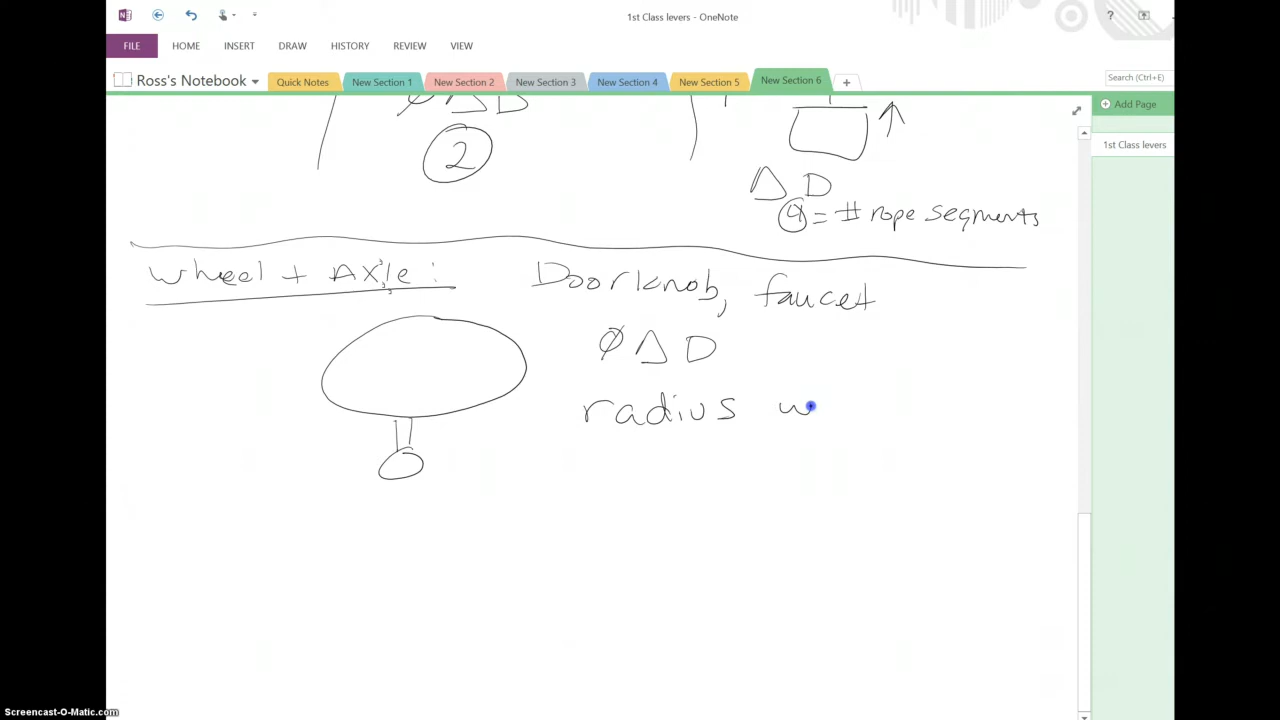 1st Class levers - OneNote
?
FILE HOME INSERT DRAW HISTORY REVIEW VIEW
Ross's Notebook Quick Notes New Section 1 New Section 2 New Section 3 New Section 4 New Section 5 New Section 6 + Search (Ctrl+E)
Add Page
1st Class levers
Ø Δ D
2
Δ D
4 = # rope segments
Wheel + Axle : Doorknob, faucet
Ø Δ D
radius w
Screencast-O-Matic.com